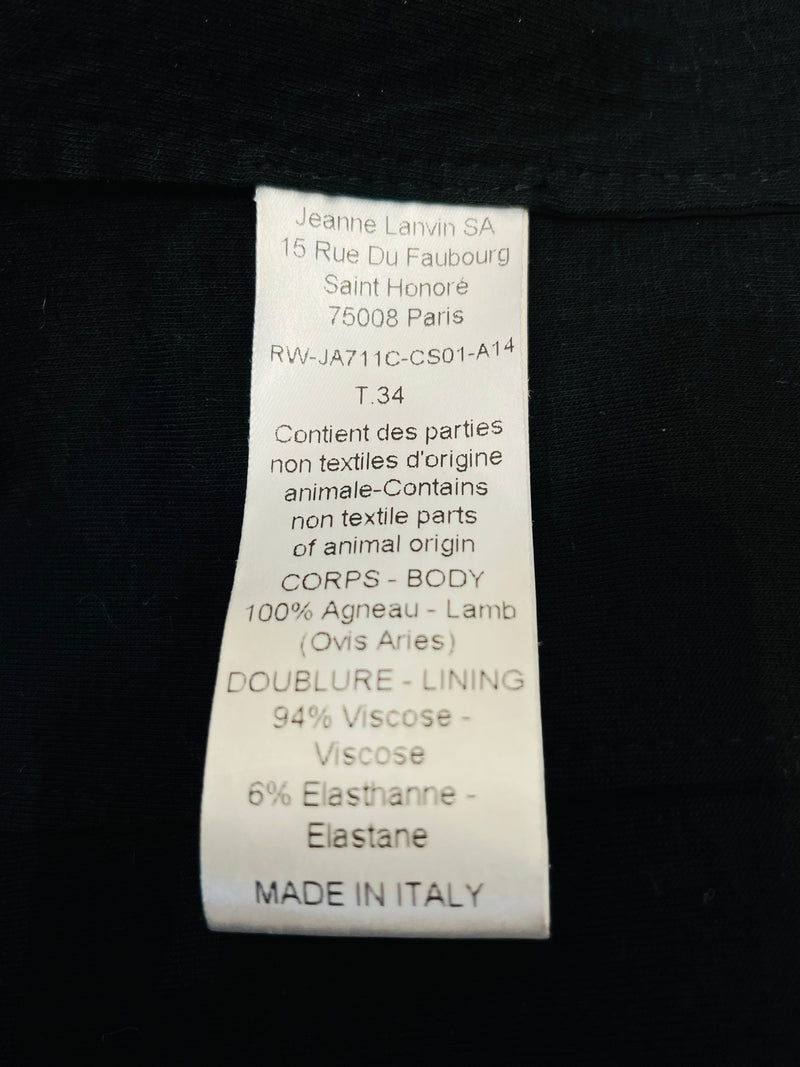 Jeanne Lanvin SA
15 Rue Du Faubourg
Saint Honoré
75008 Paris
RW-JA711C-CS01-A14
T.34
Contient des parties
non textiles d'origine
animale-Contains
non textile parts
of animal origin
CORPS - BODY
100% Agneau - Lamb
(Ovis Aries)
DOUBLURE - LINING
94% Viscose -
Viscose
6% Elasthanne -
Elastane
MADE IN ITALY